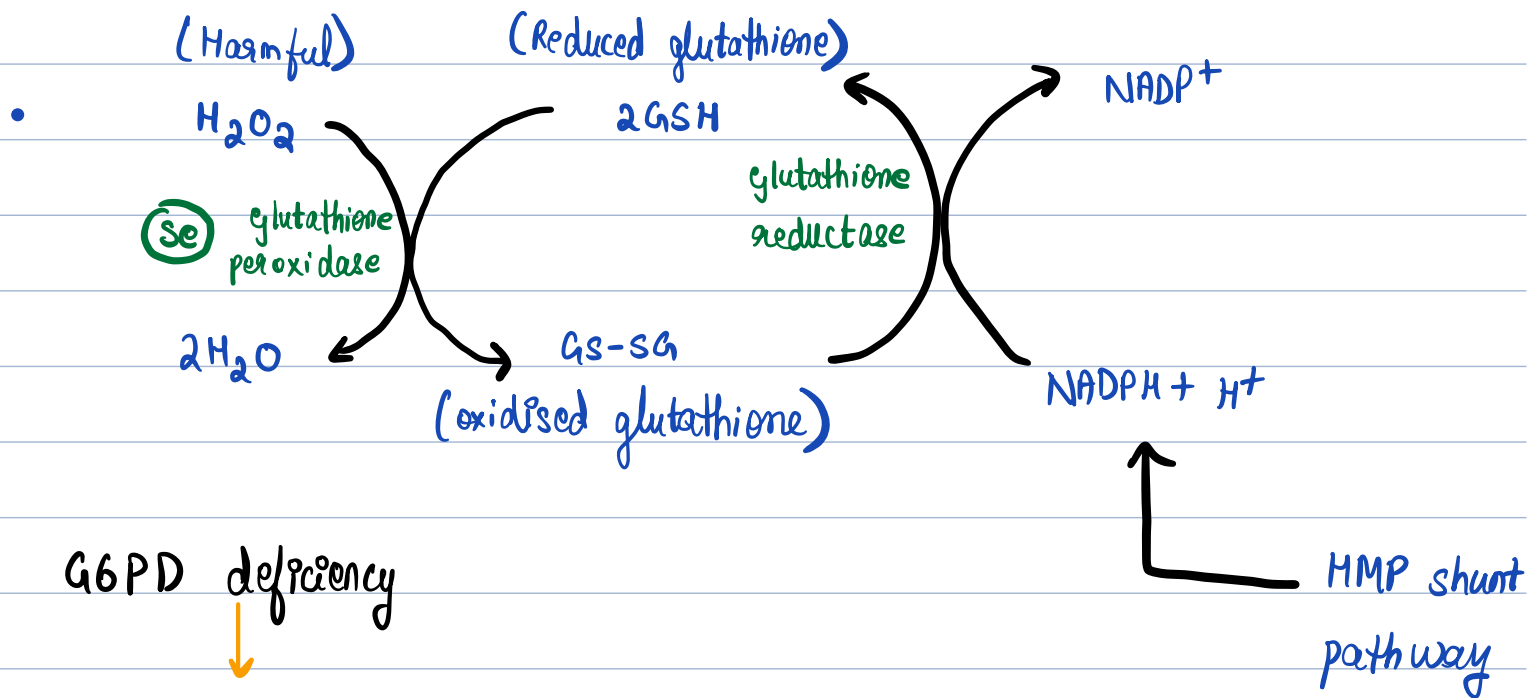 (Harmful) (Reduced glutathione)
• H₂O₂ 2GSH NADP⁺
glutathione
reductase
Se glutathione
peroxidase
2H₂O GS-SG
(oxidised glutathione)
NADPH + H⁺
G6PD deficiency
HMP shunt
pathway